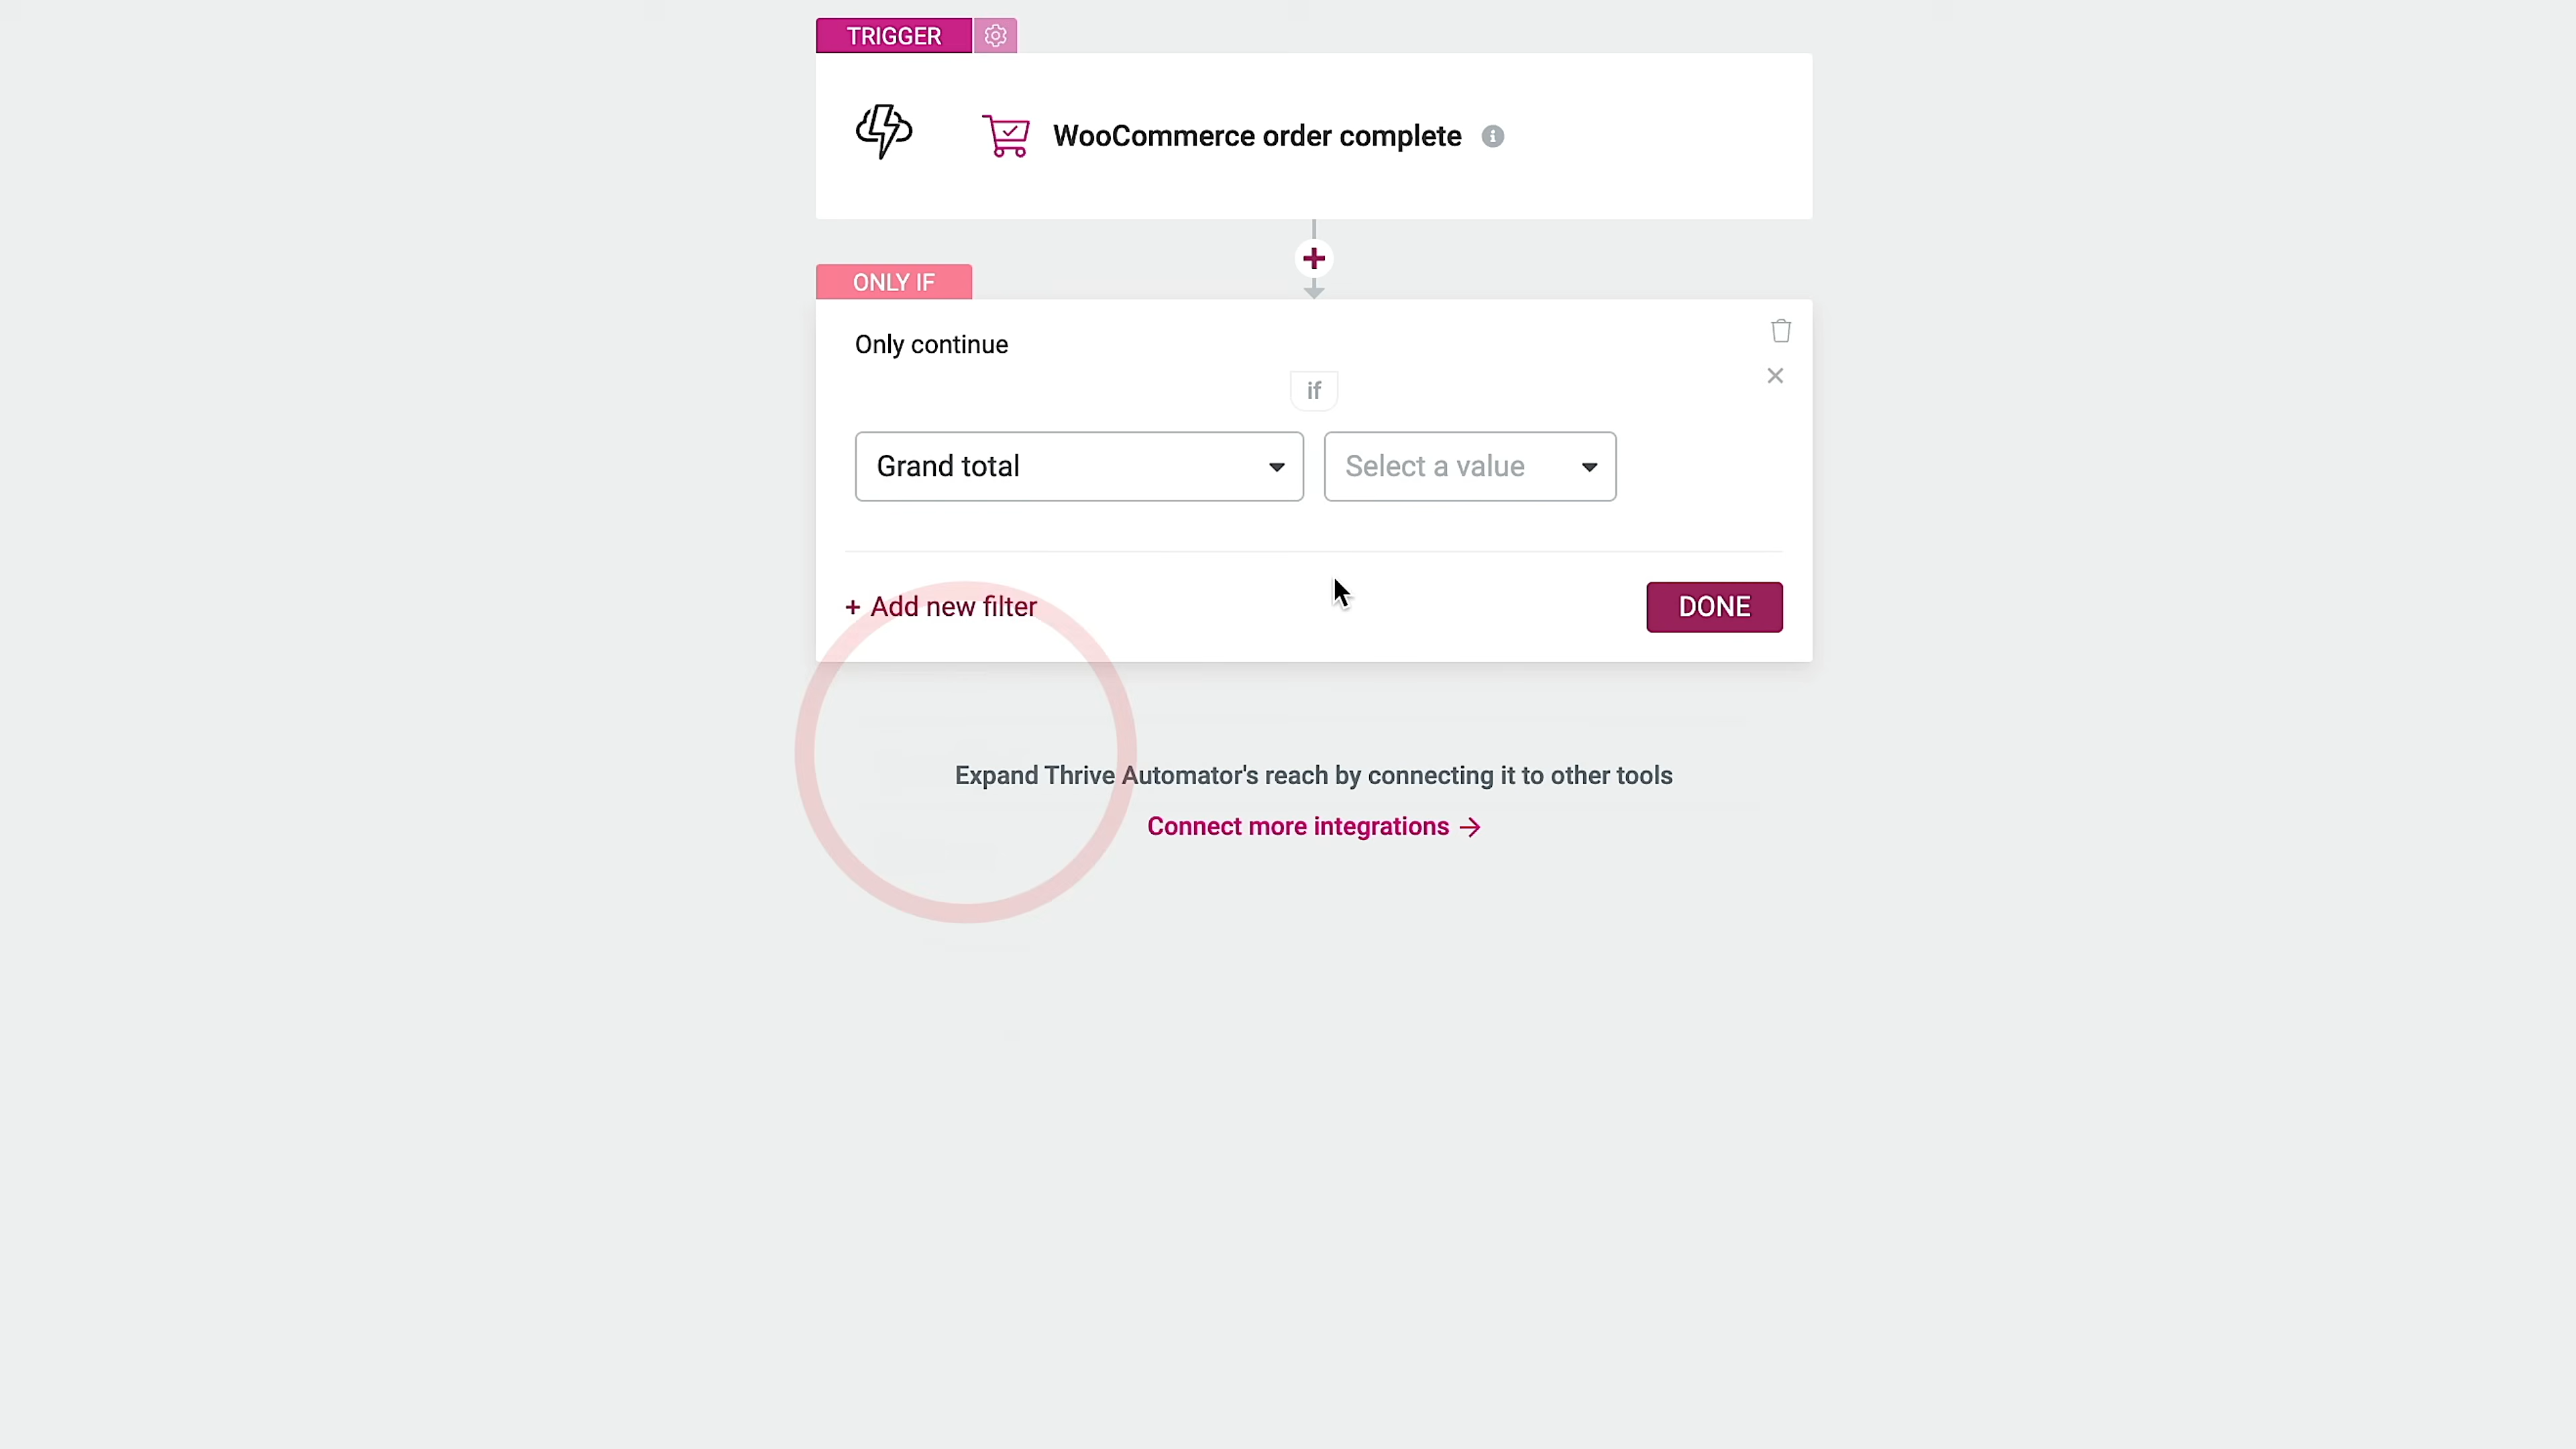 TRIGGER
WooCommerce order complete
ONLY IF
Only continue
if
Grand total
Select a value
+ Add new filter
DONE
Expand Thrive Automator's reach by connecting it to other tools
Connect more integrations →